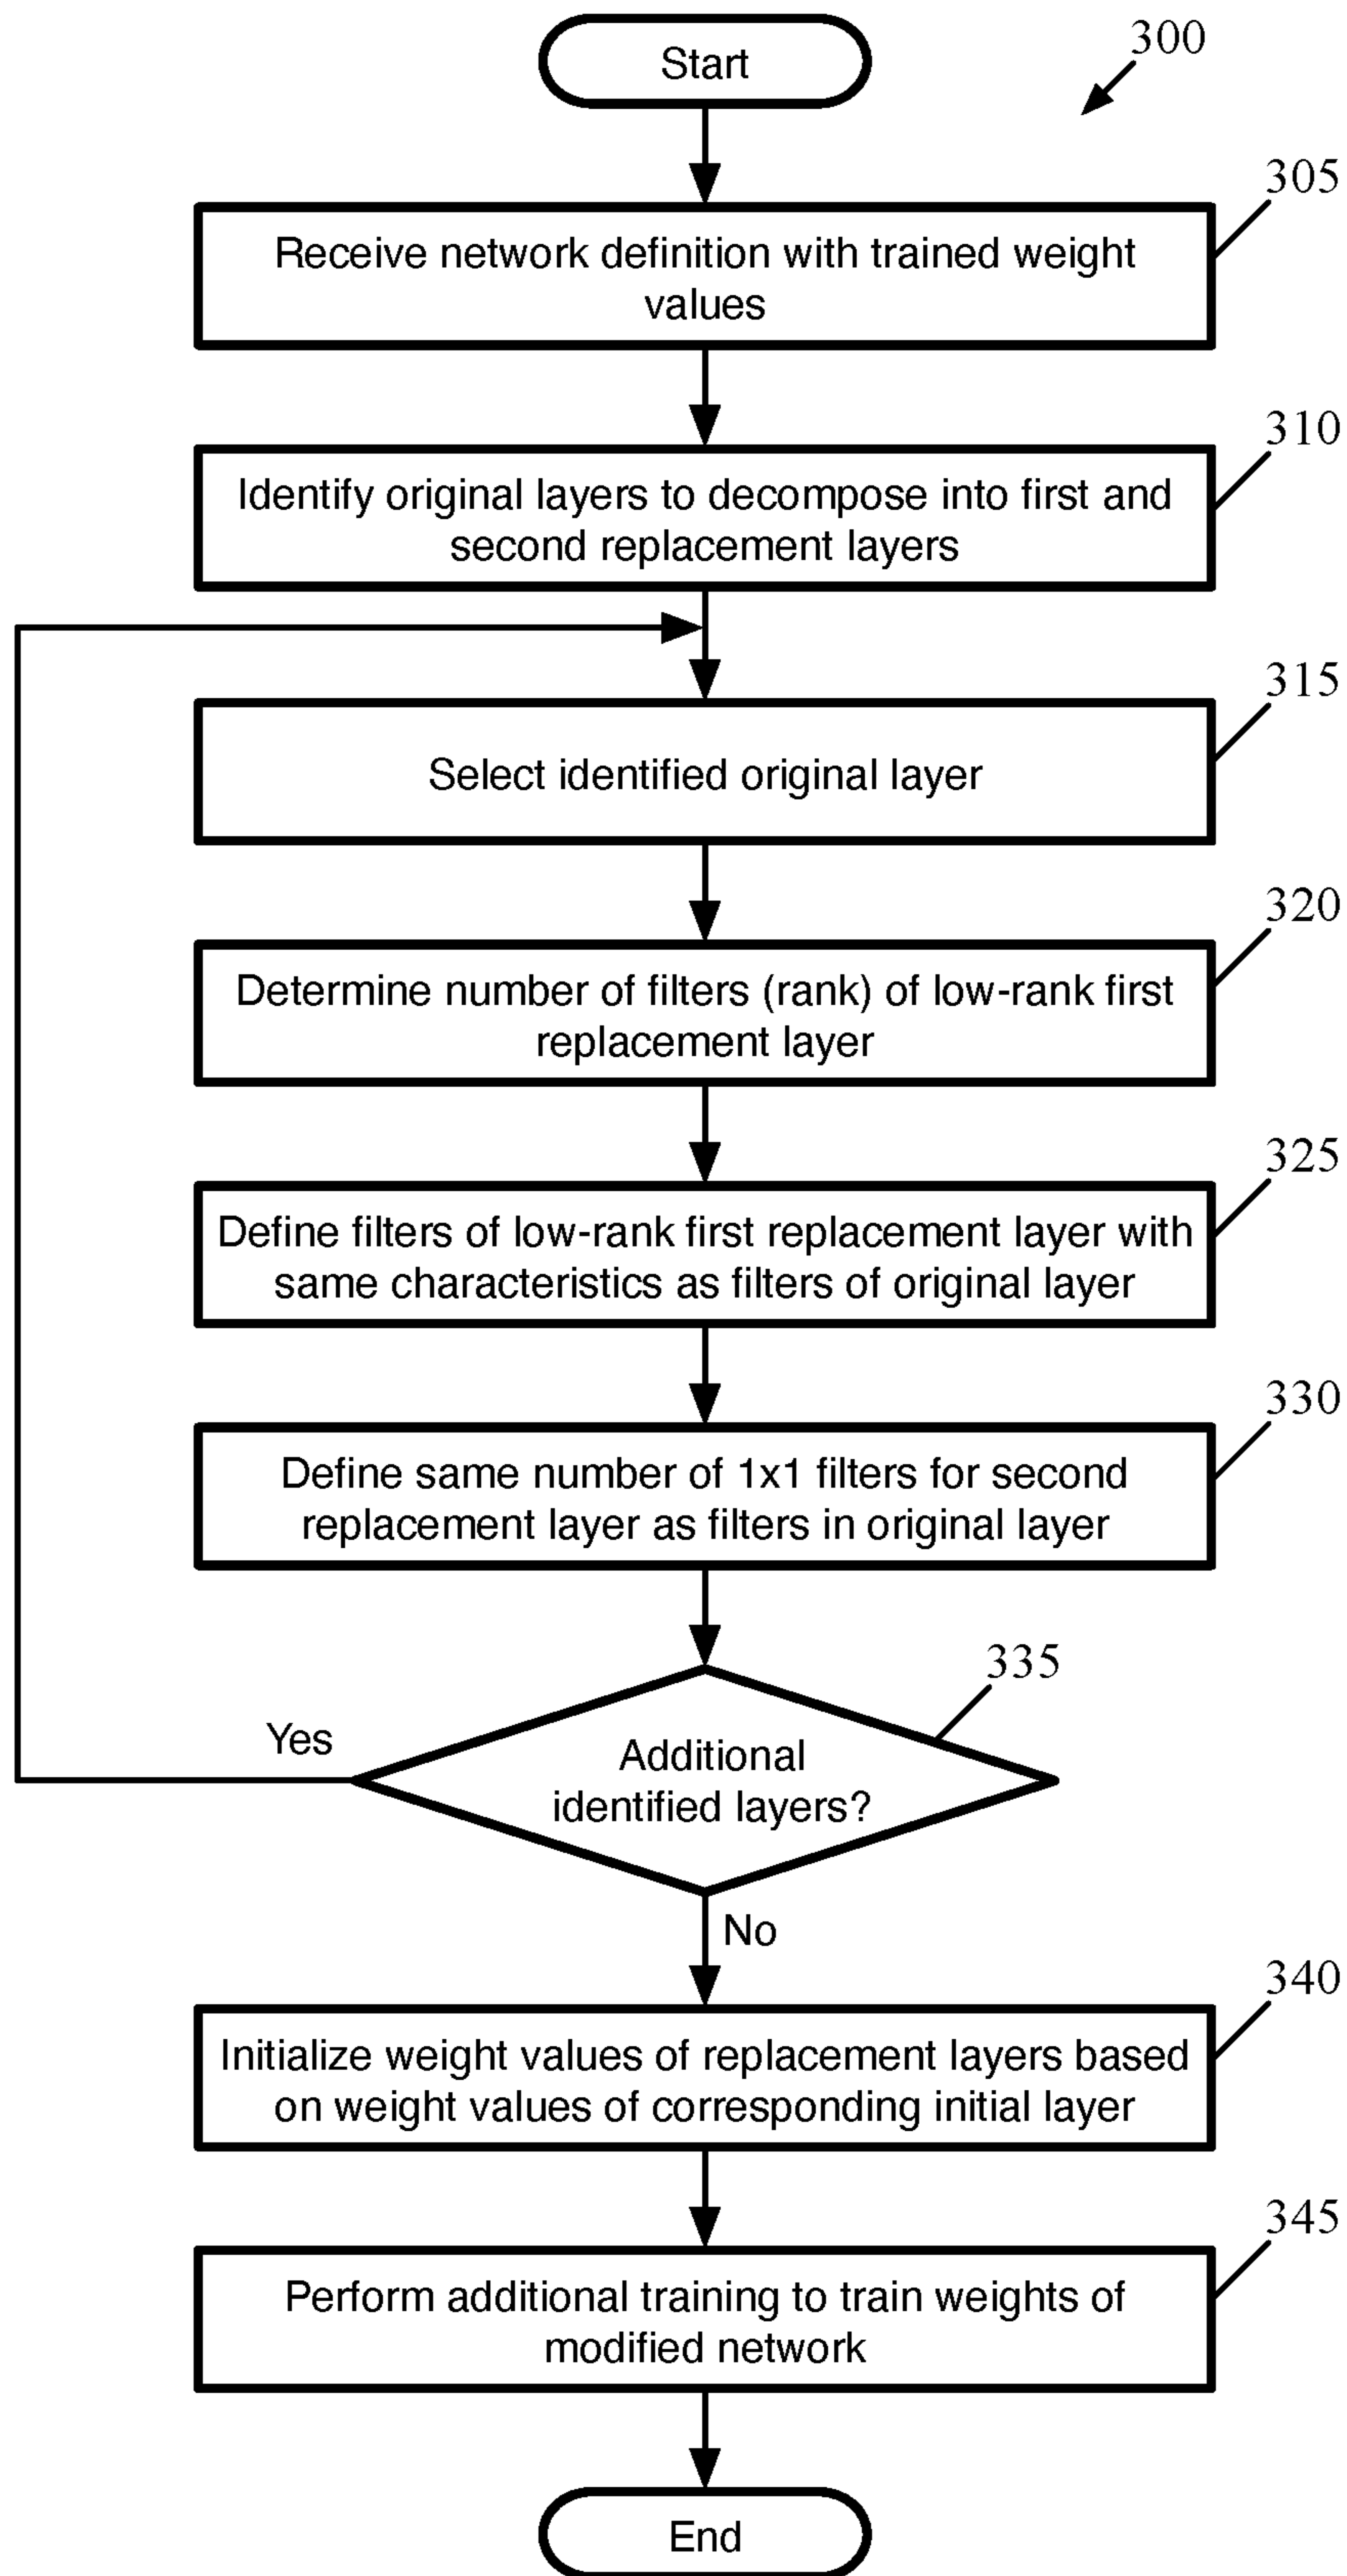 Start
300
305
Receive network definition with trained weight
values
310
Identify original layers to decompose into first and
second replacement layers
315
Select identified original layer
320
Determine number of filters (rank) of low-rank first
replacement layer
325
Define filters of low-rank first replacement layer with
same characteristics as filters of original layer
330
Define same number of 1x1 filters for second
replacement layer as filters in original layer
335
Yes
Additional
identified layers?
No
340
Initialize weight values of replacement layers based
on weight values of corresponding initial layer
345
Perform additional training to train weights of
modified network
End